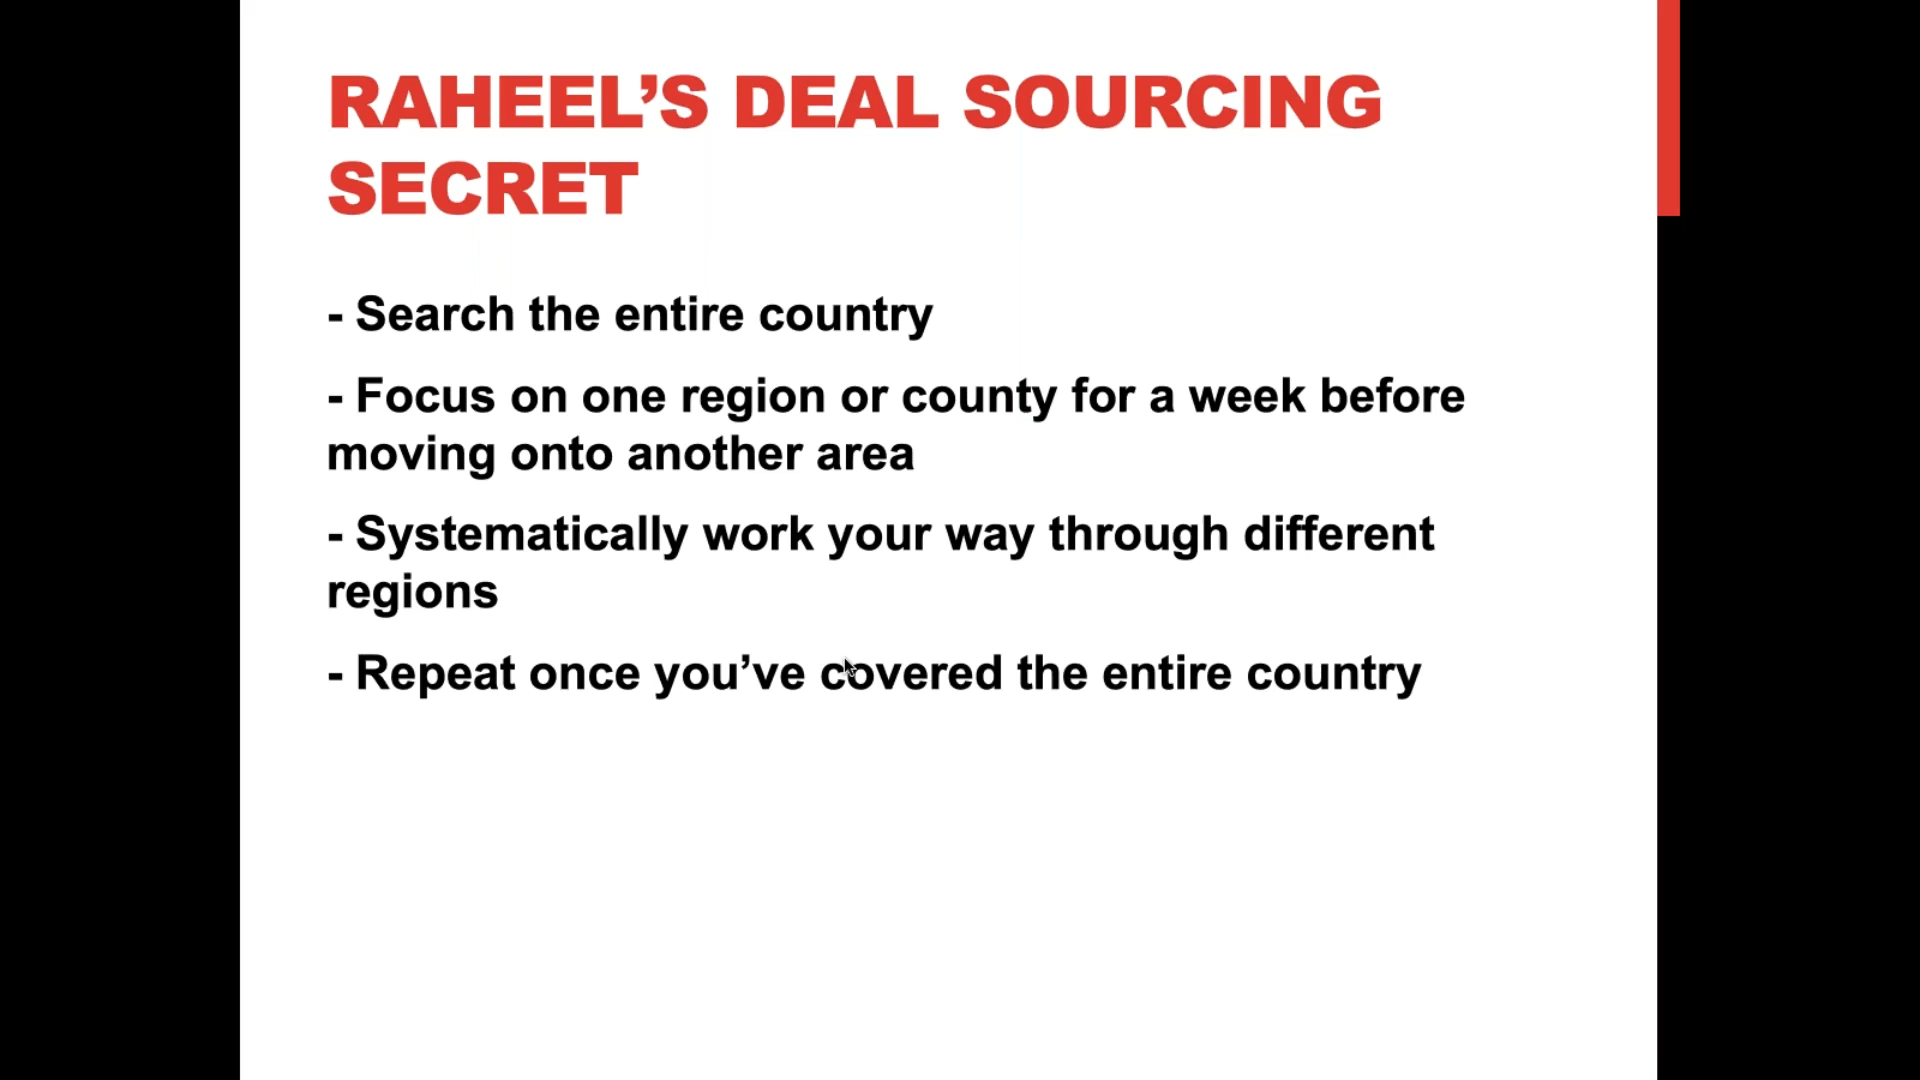 RAHEEL’S DEAL SOURCING
SECRET
- Search the entire country
- Focus on one region or county for a week before
moving onto another area
- Systematically work your way through different
regions
- Repeat once you’ve covered the entire country